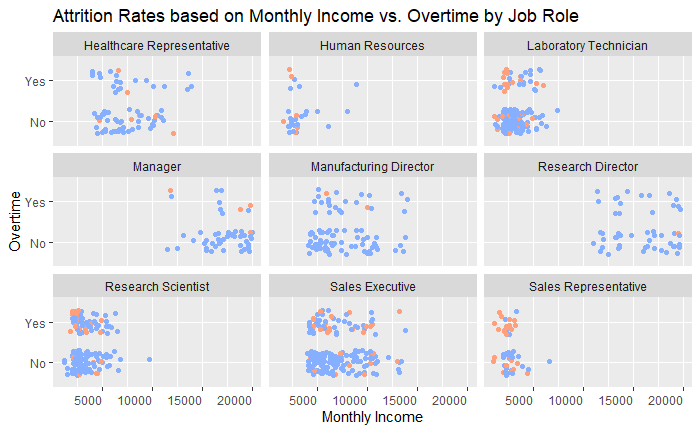 Attrition Rates based on Monthly Income vs. Overtime by Job Role
Healthcare Representative
Human Resources
Laboratory Technician
Yes
No
Manager
Manufacturing Director
Research Director
Yes
No
Overtime
Research Scientist
Sales Executive
Sales Representative
Yes
No
5000 10000 15000 20000
5000 10000 15000 20000
5000 10000 15000 20000
Monthly Income